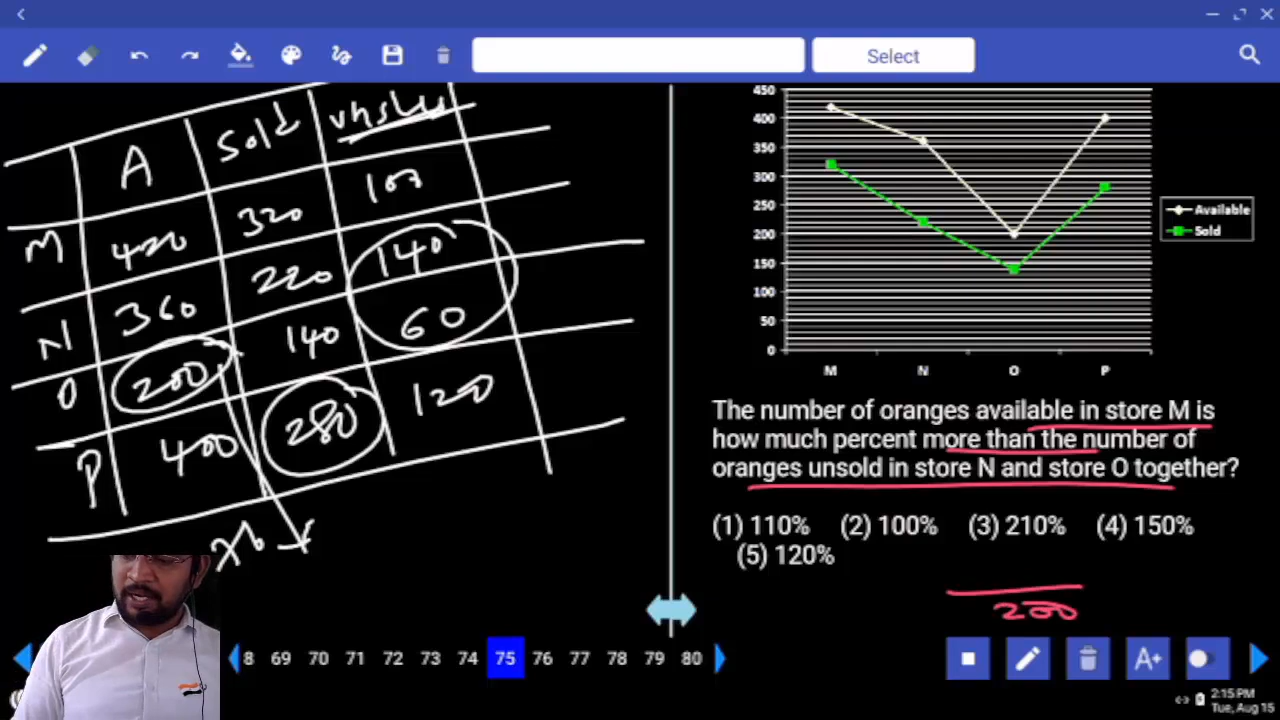 Select
A Sold unsold
M 420 320 100
N 360 220 140
O 200 140 60
P 400 280 120
x% ↓
450
400
350
300
250
200
150
100
50
0
M N O P
Available
Sold
The number of oranges available in store M is
how much percent more than the number of
oranges unsold in store N and store O together?
(1) 110% (2) 100% (3) 210% (4) 150%
(5) 120%
200
8 69 70 71 72 73 74 75 76 77 78 79 80
A+
2:15 PM
Tue, Aug 15